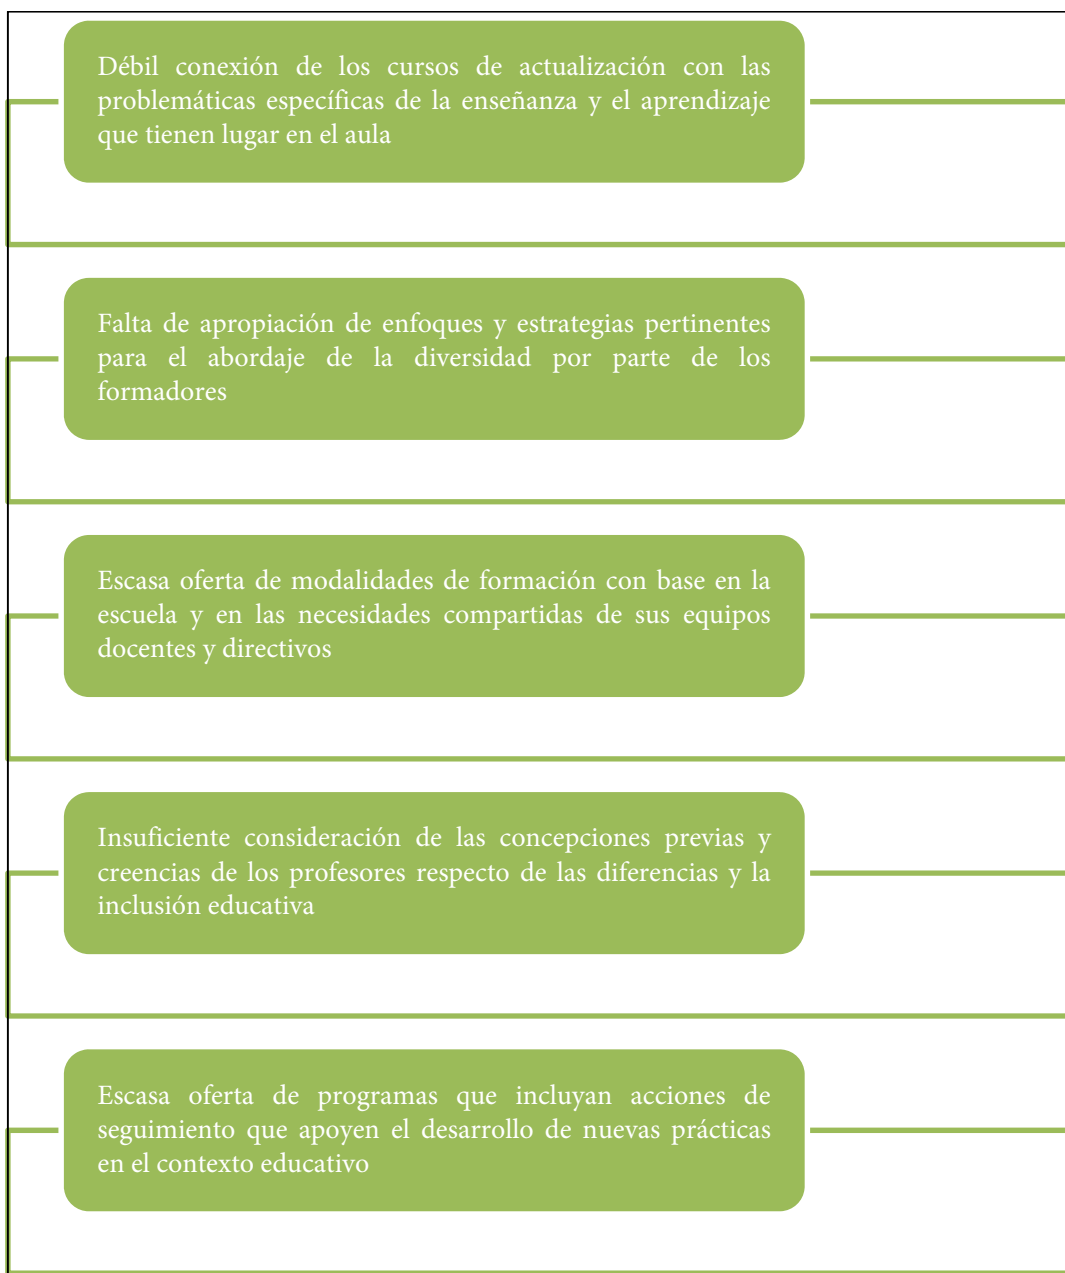 Débil conexión de los cursos de actualización con las
problemáticas específicas de la enseñanza y el aprendizaje
que tienen lugar en el aula
Falta de apropiación de enfoques y estrategias pertinentes
para el abordaje de la diversidad por parte de los
formadores
Escasa oferta de modalidades de formación con base en la
escuela y en las necesidades compartidas de sus equipos
docentes y directivos
Insuficiente consideración de las concepciones previas y
creencias de los profesores respecto de las diferencias y la
inclusión educativa
Escasa oferta de programas que incluyan acciones de
seguimiento que apoyen el desarrollo de nuevas prácticas
en el contexto educativo